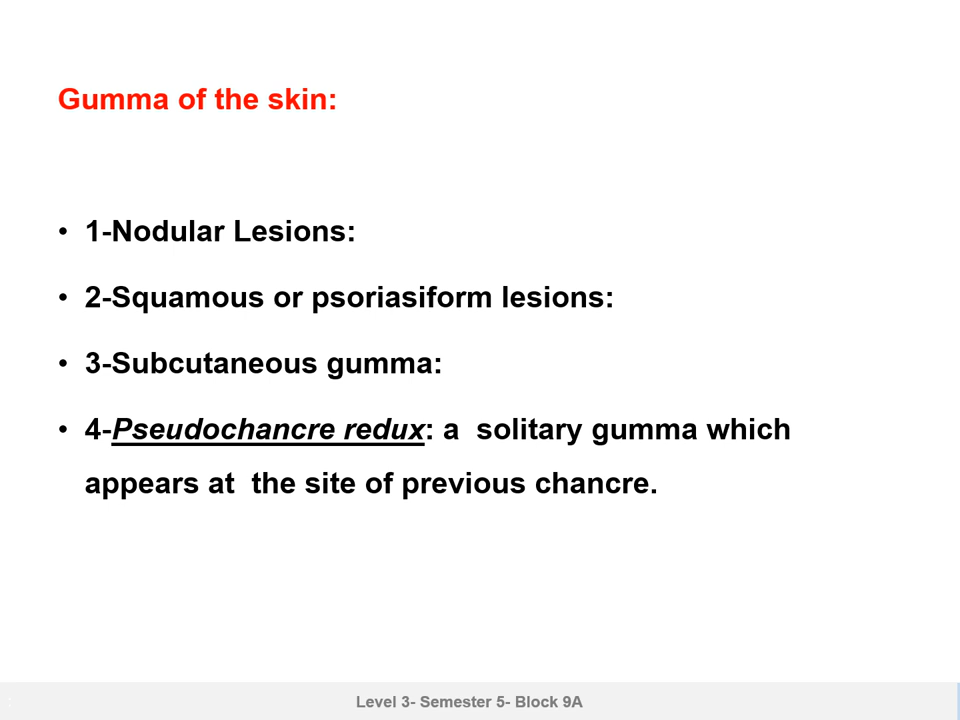 Gumma of the skin:
• 1-Nodular Lesions:
• 2-Squamous or psoriasiform lesions:
• 3-Subcutaneous gumma:
• 4-Pseudochancre redux: a  solitary gumma which
appears at  the site of previous chancre.
Level 3- Semester 5- Block 9A